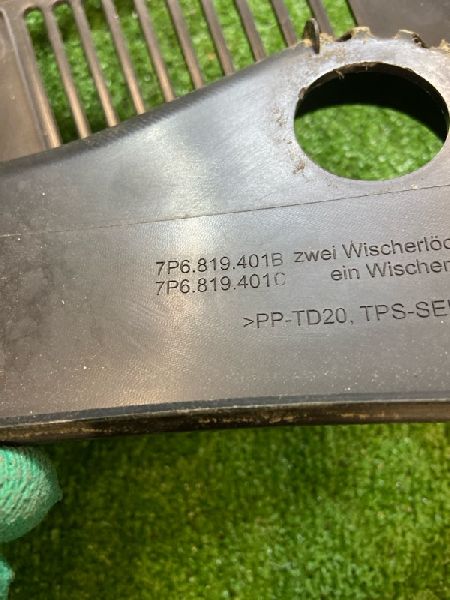 7P6.819.401B zwei Wischerlöc
7P6.819.401C ein Wischer
>PP-TD20, TPS-SE